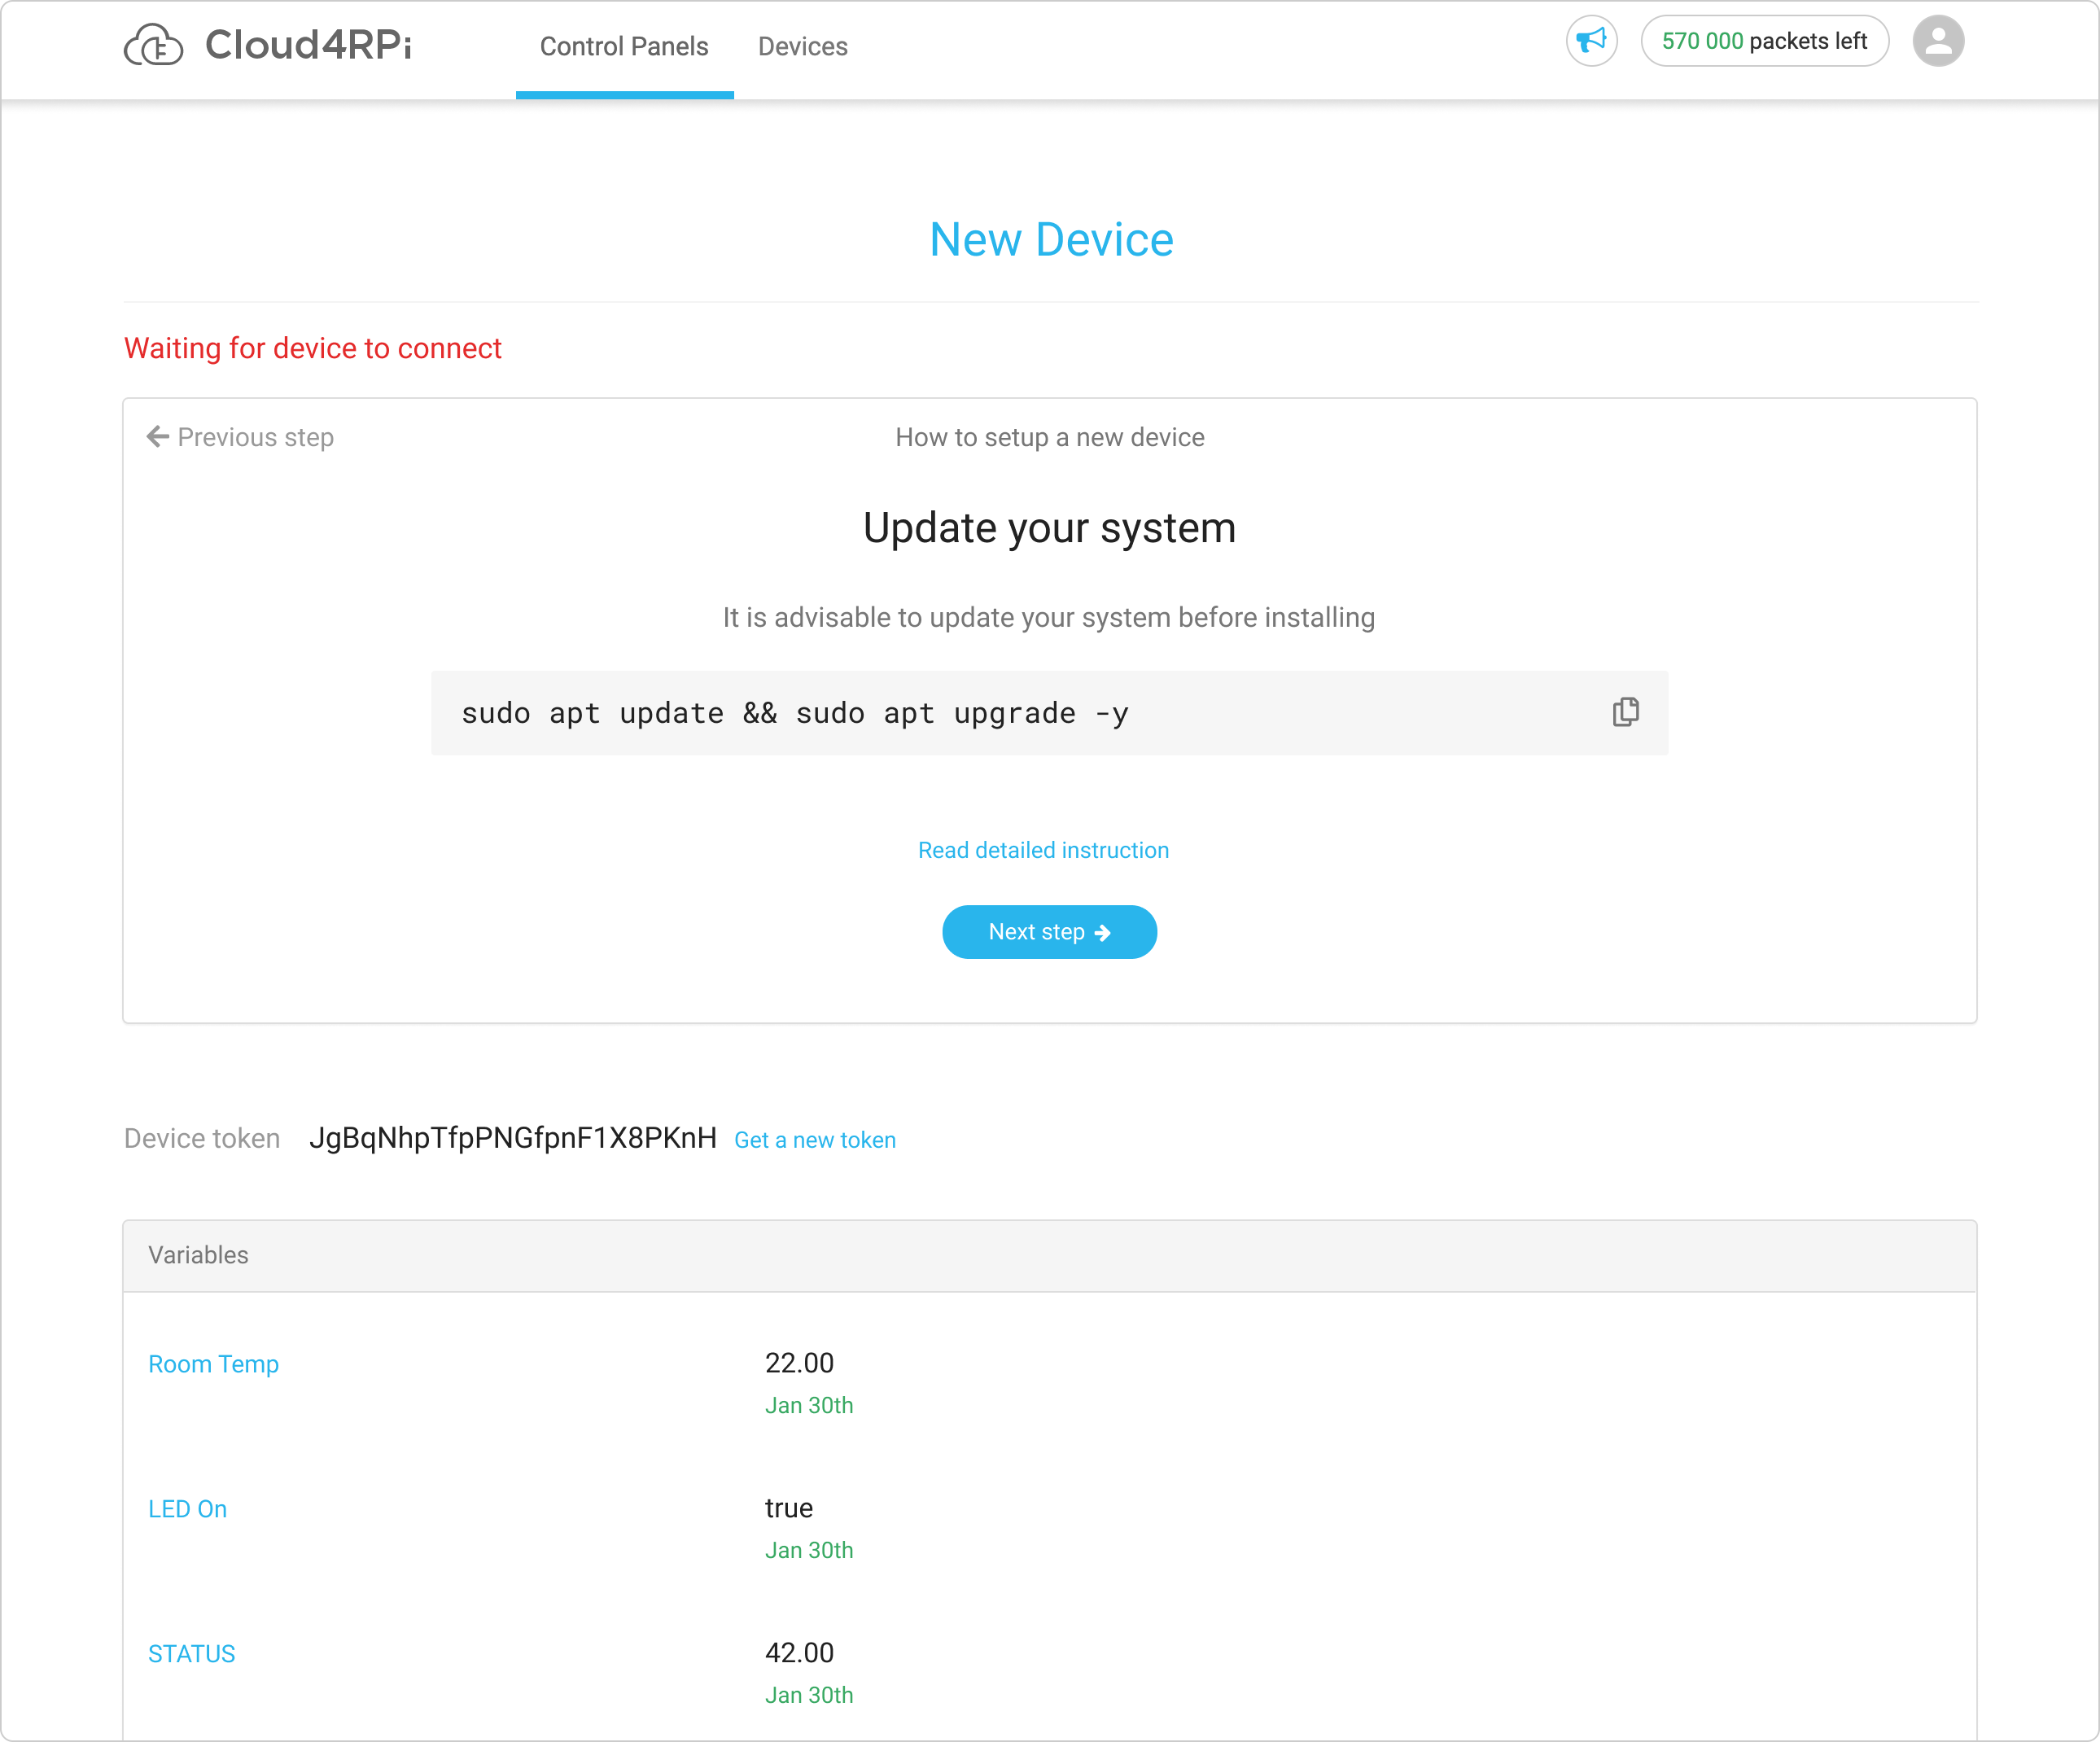 Cloud4RPi
Control Panels
Devices
570 000 packets left
New Device
Waiting for device to connect
Previous step
How to setup a new device
Update your system
It is advisable to update your system before installing
sudo apt update && sudo apt upgrade -y
Read detailed instruction
Next step
Device token JgBqNhpTfpPNGfpnF1X8PKnH Get a new token
Variables
Room Temp 22.00
Jan 30th
LED On true
Jan 30th
STATUS 42.00
Jan 30th